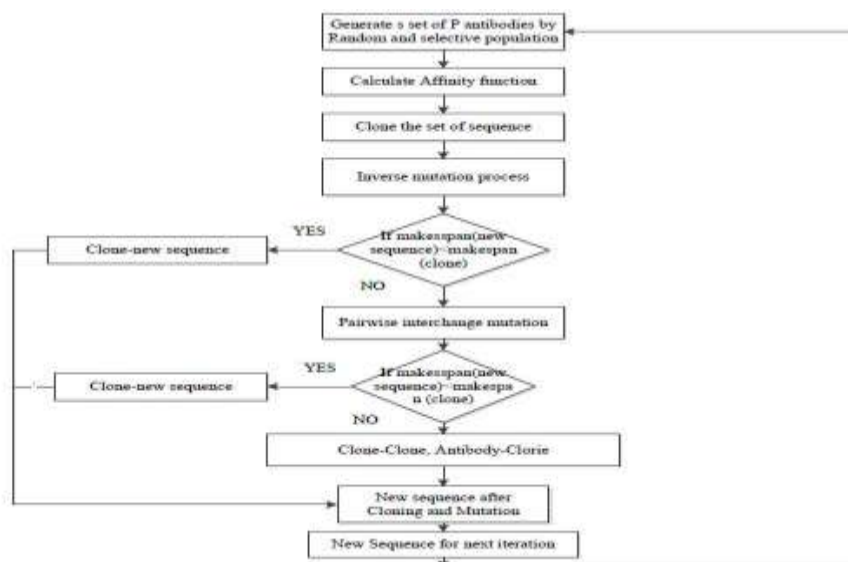 Generate s set of P antibodies by
Random and selective population
Calculate Affinity function
Clone the set of sequence
Inverse mutation process
YES
If makesspan(new
Clone-new sequence
sequence)~makespan
(clone)
NO
Pairwise interchange mutation
YES
If makesspan(new
Clone-new sequence
sequence)~makespa
n (clone)
NO
Clone-Clone, Antibody-Clorie
New sequence after
Cloning and Mutation
New Sequence for next iteration